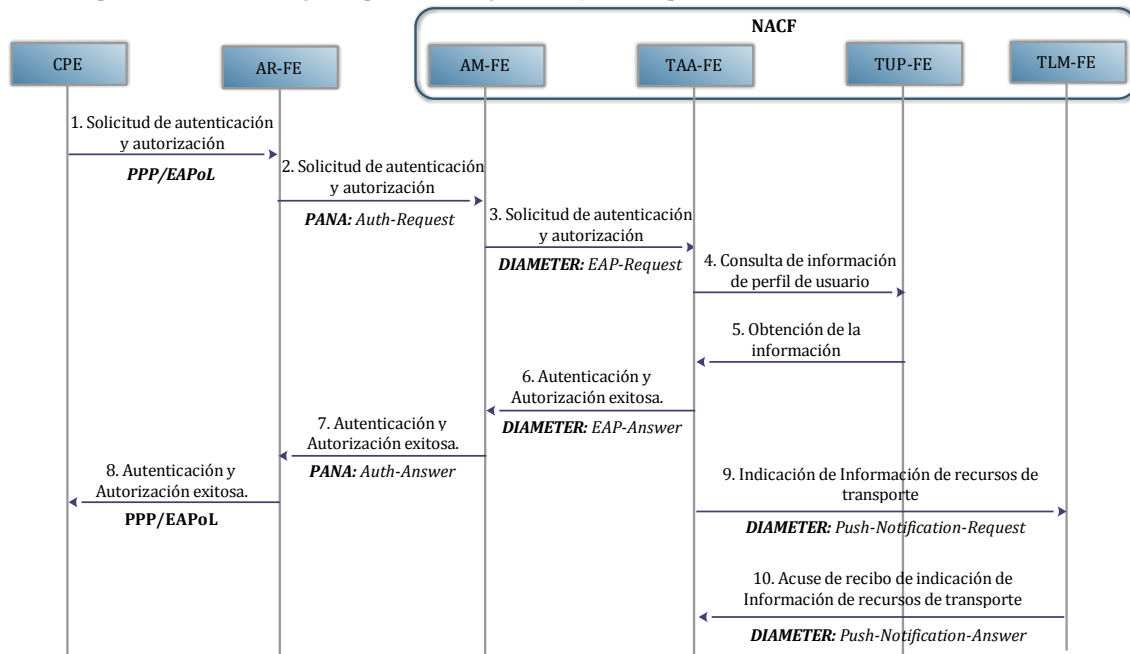 NACF
CPE
AR-FE
AM-FE
TAA-FE
TUP-FE
TLM-FE
1. Solicitud de autenticación
y autorización
PPP/EAPoL
2. Solicitud de autenticación
y autorización
PANA: Auth-Request
3. Solicitud de autenticación
y autorización
DIAMETER: EAP-Request
4. Consulta de información
de perfil de usuario
5. Obtención de la
información
6. Autenticación y
Autorización exitosa.
DIAMETER: EAP-Answer
7. Autenticación y
Autorización exitosa.
PANA: Auth-Answer
8. Autenticación y
Autorización exitosa.
PPP/EAPoL
9. Indicación de Información de recursos de
transporte
DIAMETER: Push-Notification-Request
10. Acuse de recibo de indicación de
Información de recursos de transporte
DIAMETER: Push-Notification-Answer